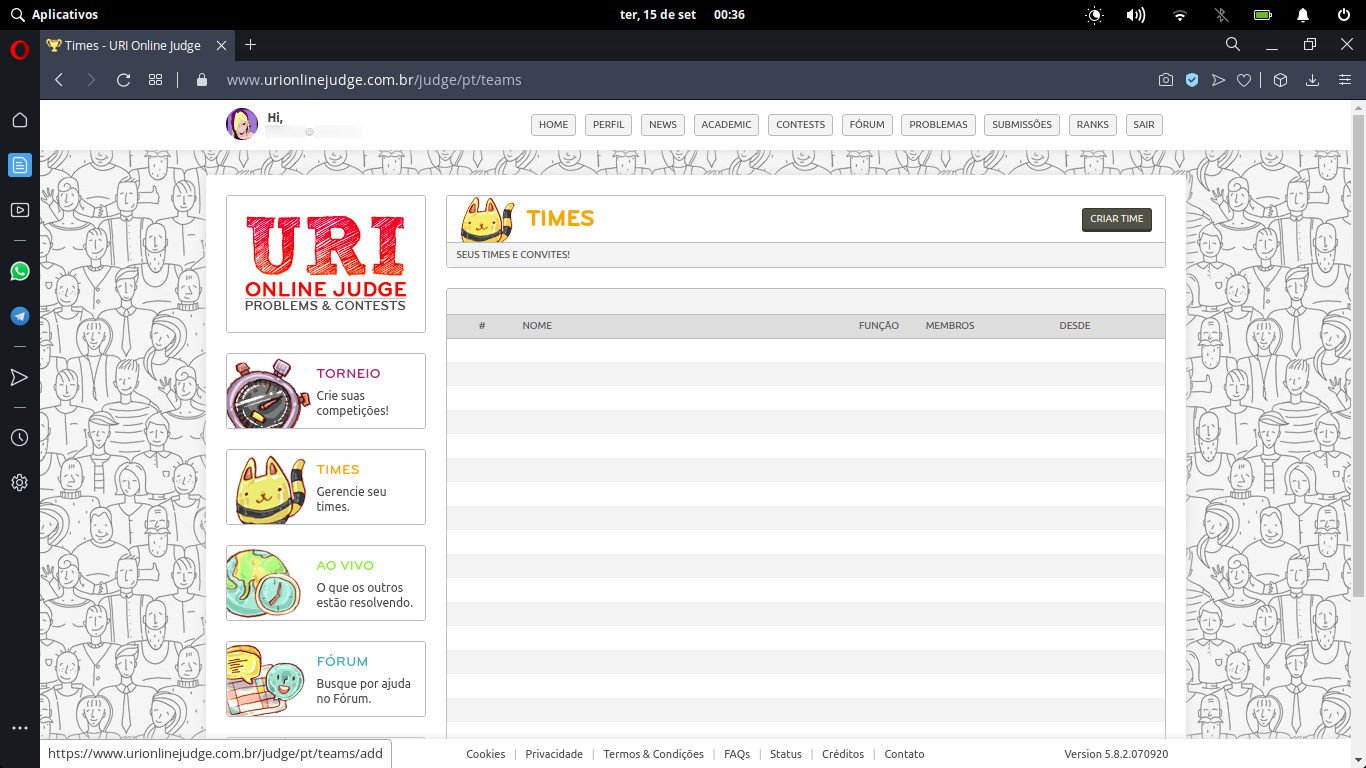 Aplicativos
ter, 15 de set 00:36
Times - URI Online Judge
www.urionlinejudge.com.br/judge/pt/teams
Hi,
@
HOME PERFIL NEWS ACADEMIC CONTESTS FÓRUM PROBLEMAS SUBMISSÕES RANKS SAIR
URI
ONLINE JUDGE
PROBLEMS & CONTESTS
TORNEIO
Crie suas
competições!
TIMES
Gerencie seu
times.
AO VIVO
O que os outros
estão resolvendo.
FÓRUM
Busque por ajuda
no Fórum.
TIMES
CRIAR TIME
SEUS TIMES E CONVITES!
# NOME FUNÇÃO MEMBROS DESDE
https://www.urionlinejudge.com.br/judge/pt/teams/add
Cookies | Privacidade | Termos & Condições | FAQs | Status | Créditos | Contato
Version 5.8.2.070920